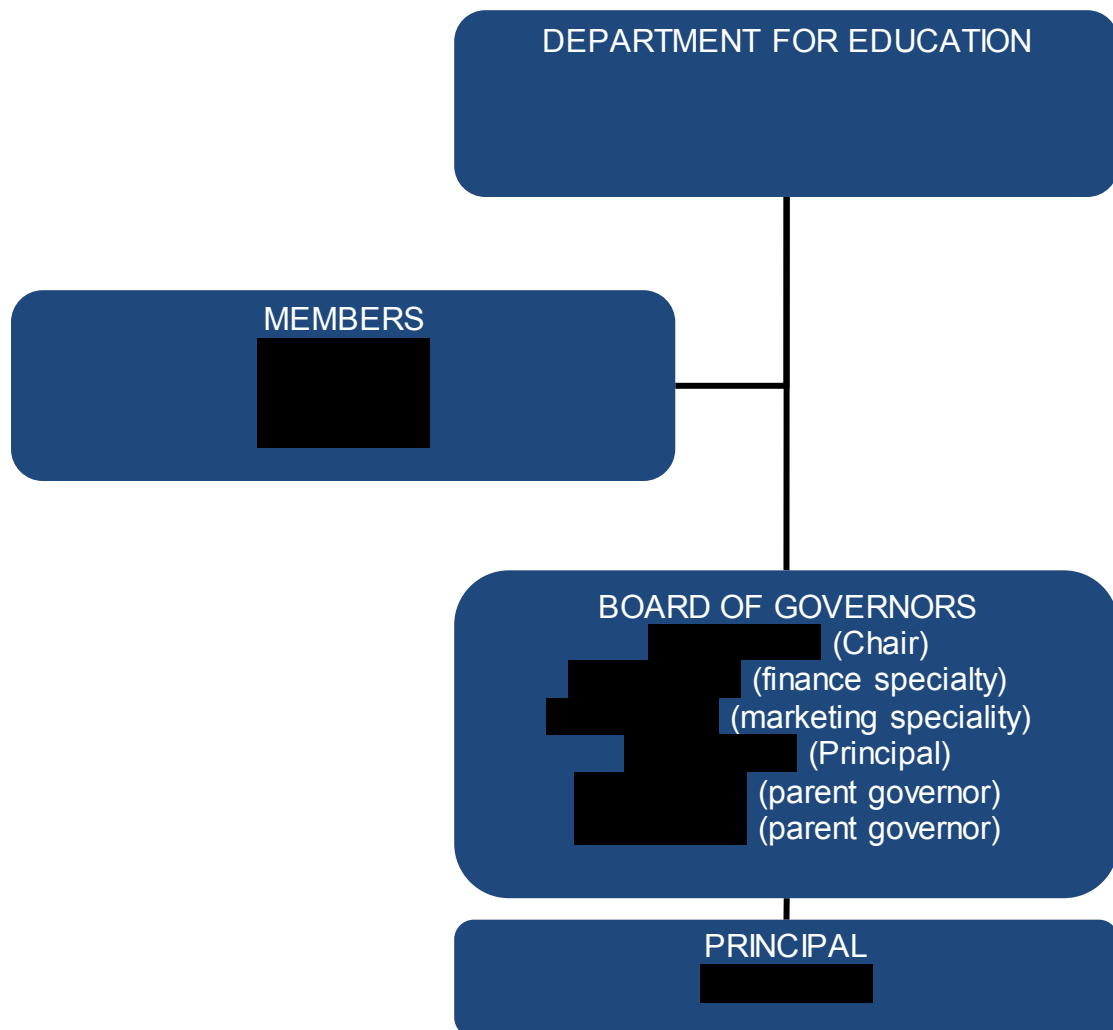 DEPARTMENT FOR EDUCATION
MEMBERS
BOARD OF GOVERNORS
(Chair)
(finance specialty)
(marketing speciality)
(Principal)
(parent governor)
(parent governor)
PRINCIPAL